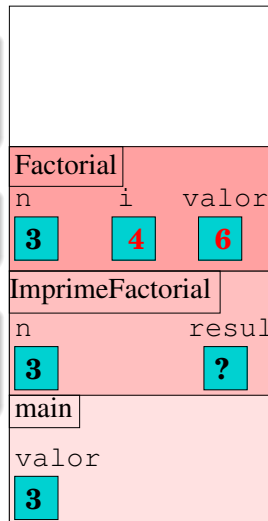 Factorial
n i valor
3 4 6
ImprimeFactorial
n resul
3 ?
main
valor
3